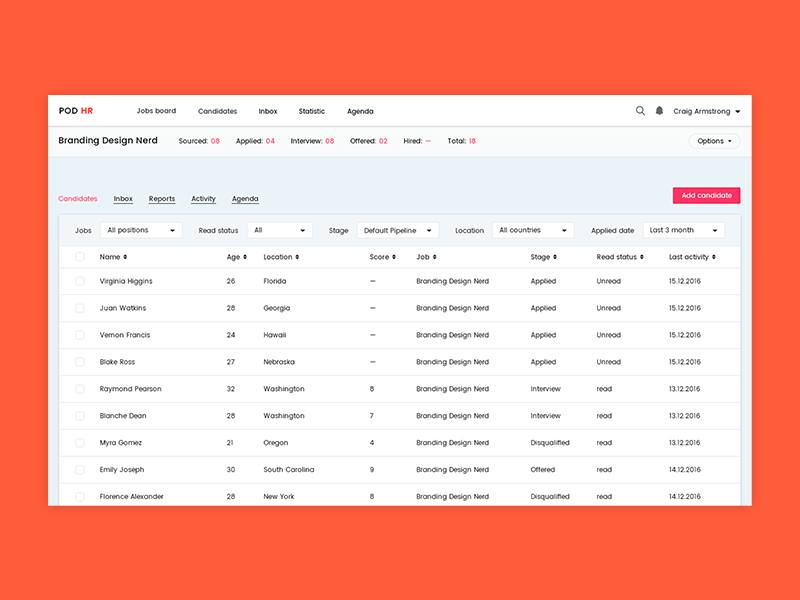 POD HR Jobs board Candidates Inbox Statistic Agenda Craig Armstrong
Branding Design Nerd Sourced: 08 Applied: 04 Interview: 08 Offered: 02 Hired: — Total: 18 Options
Candidates Inbox Reports Activity Agenda Add candidate
Jobs All positions Read status All Stage Default Pipeline Location All countries Applied date Last 3 month
Name Age Location Score Job Stage Read status Last activity
Virginia Higgins 26 Florida — Branding Design Nerd Applied Unread 15.12.2016
Juan Watkins 28 Georgia — Branding Design Nerd Applied Unread 15.12.2016
Vernon Francis 24 Hawaii — Branding Design Nerd Applied Unread 15.12.2016
Blake Ross 27 Nebraska — Branding Design Nerd Applied Unread 15.12.2016
Raymond Pearson 32 Washington 8 Branding Design Nerd Interview read 13.12.2016
Blanche Dean 28 Washington 7 Branding Design Nerd Interview read 13.12.2016
Myra Gomez 21 Oregon 4 Branding Design Nerd Disqualified read 13.12.2016
Emily Joseph 30 South Carolina 9 Branding Design Nerd Offered read 14.12.2016
Florence Alexander 28 New York 8 Branding Design Nerd Disqualified read 14.12.2016